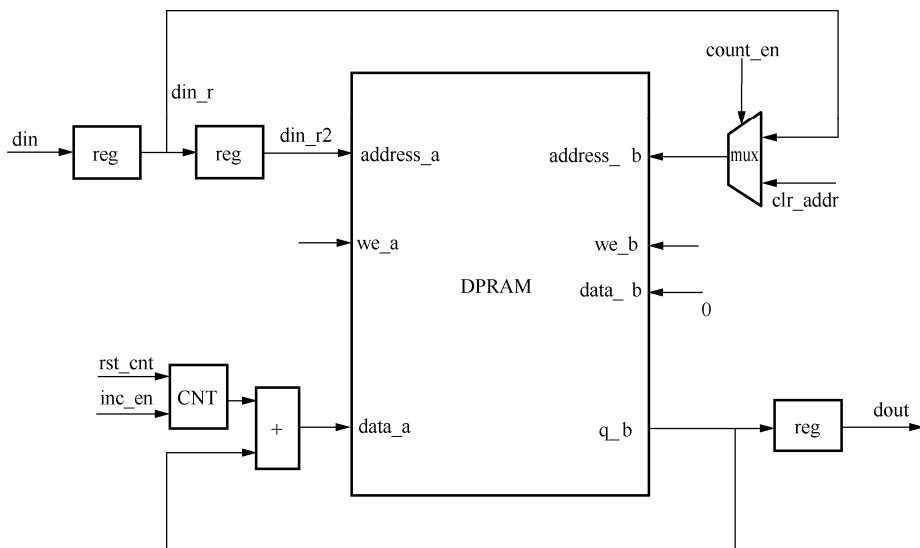 count_en
din_r
din
reg
reg
din_r2
address_a
address_ b
mux
clr_addr
we_a
we_b
DPRAM
data_ b
0
rst_cnt
inc_en
CNT
+
data_a
q_b
reg
dout